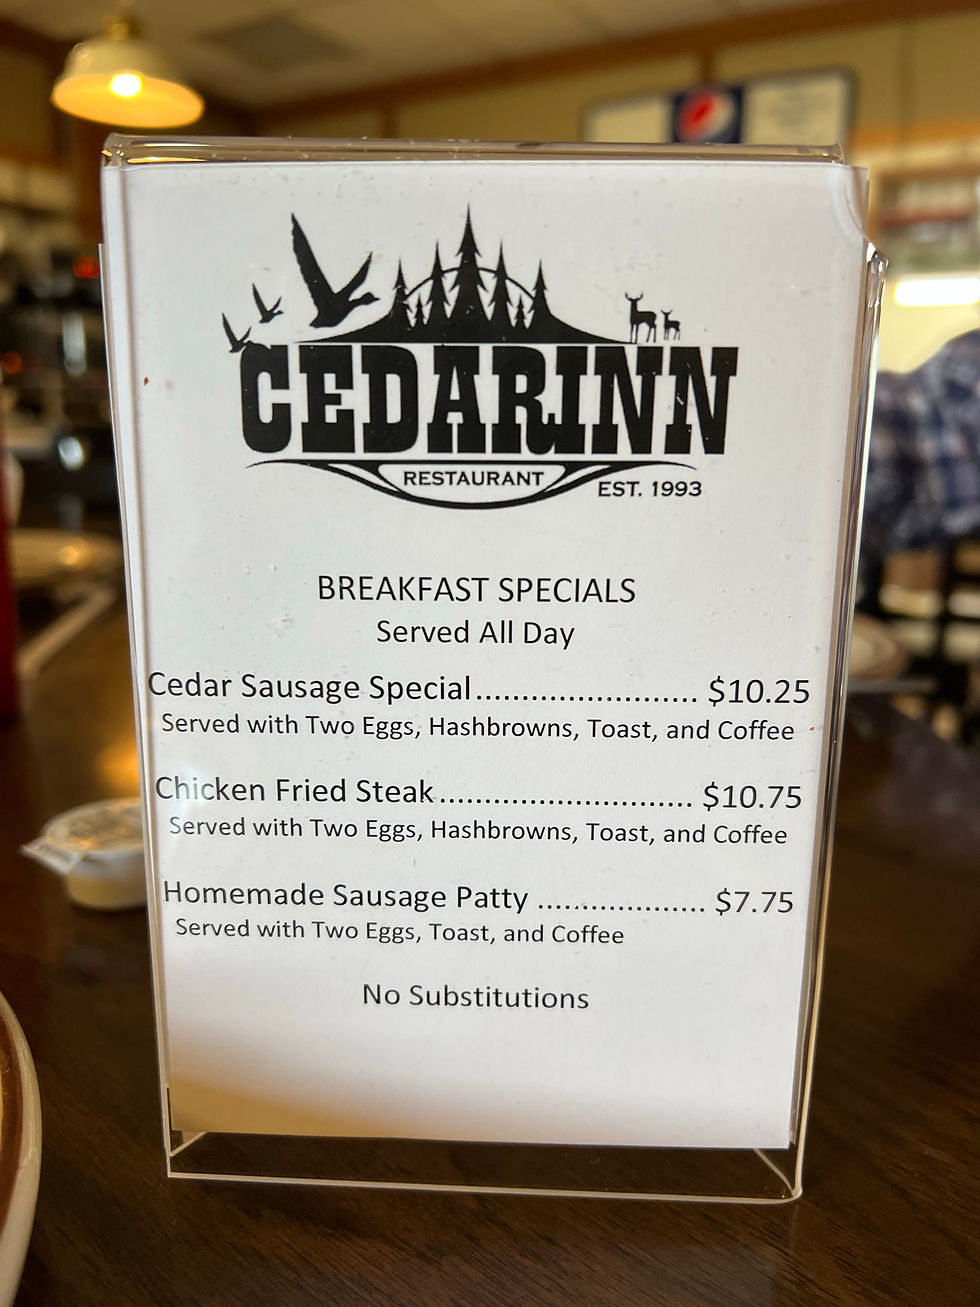 CEDARINN
RESTAURANT
EST. 1993
BREAKFAST SPECIALS
Served All Day
Cedar Sausage Special........................ $10.25
Served with Two Eggs, Hashbrowns, Toast, and Coffee
Chicken Fried Steak............................ $10.75
Served with Two Eggs, Hashbrowns, Toast, and Coffee
Homemade Sausage Patty ................... $7.75
Served with Two Eggs, Toast, and Coffee
No Substitutions